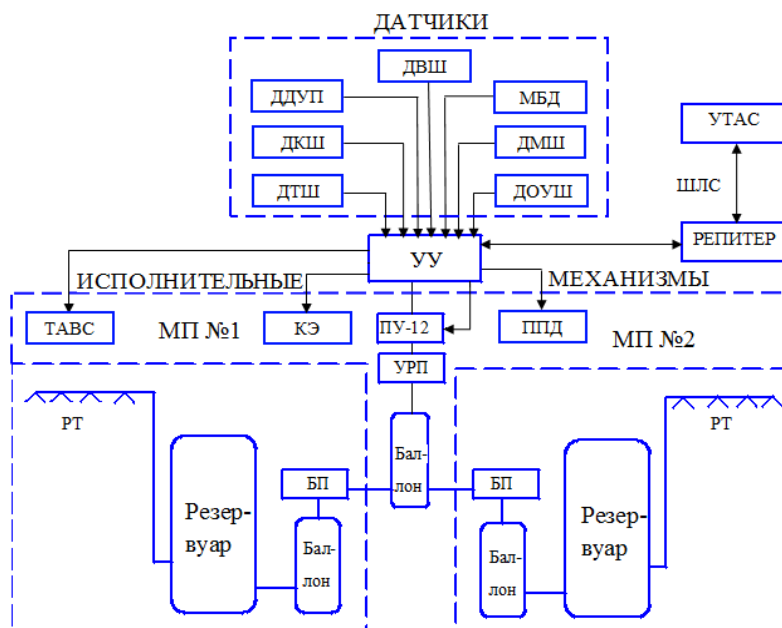 ДАТЧИКИ
ДВШ
ДДУП
МБД
УТАС
ДКШ
ДМШ
ШЛС
ДТШ
ДОУШ
РЕПИТЕР
УУ
ИСПОЛНИТЕЛЬНЫЕ
МЕХАНИЗМЫ
ТАВС
МП №1
КЭ
ПУ-12
ППД
МП №2
УРП
РТ
РТ
Бал-
лон
БП
БП
Резер-
вуар
Бал-
лон
Бал-
лон
Резер-
вуар